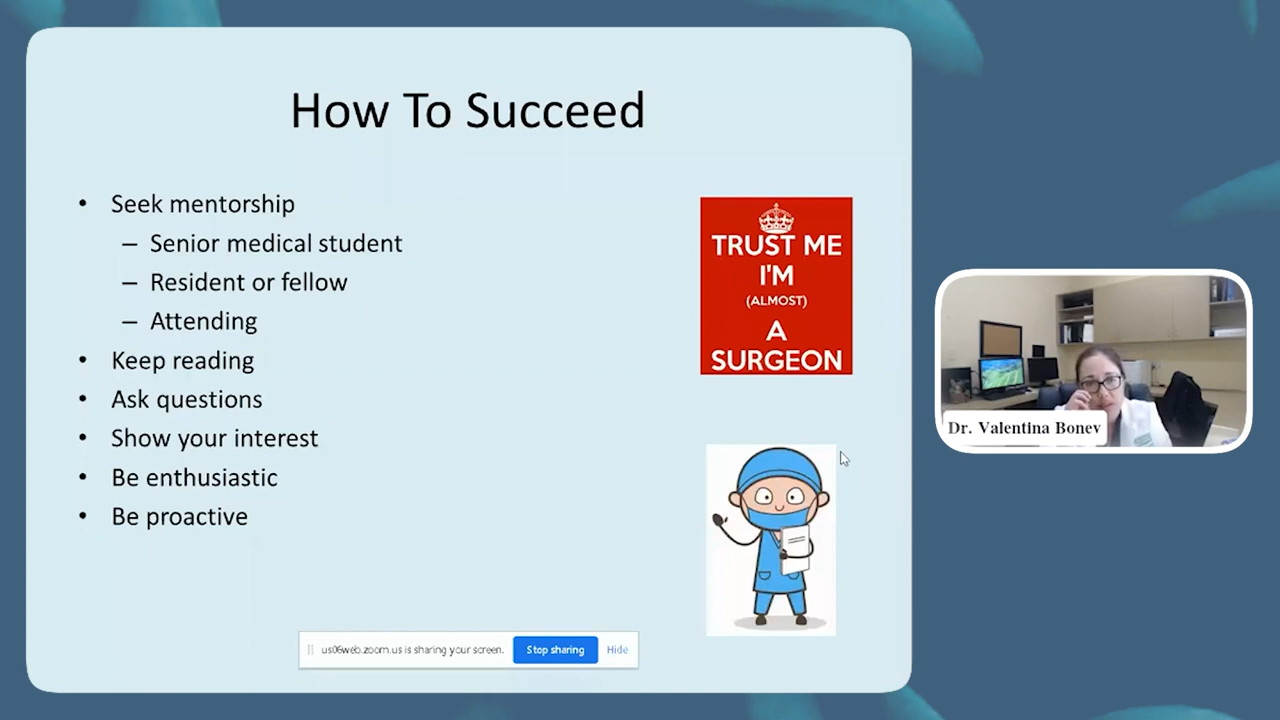 How To Succeed
• Seek mentorship
– Senior medical student
– Resident or fellow
– Attending
• Keep reading
• Ask questions
• Show your interest
• Be enthusiastic
• Be proactive
TRUST ME
I'M
(ALMOST)
A
SURGEON
Dr. Valentina Bonev
us06web.zoom.us is sharing your screen.
Stop sharing
Hide